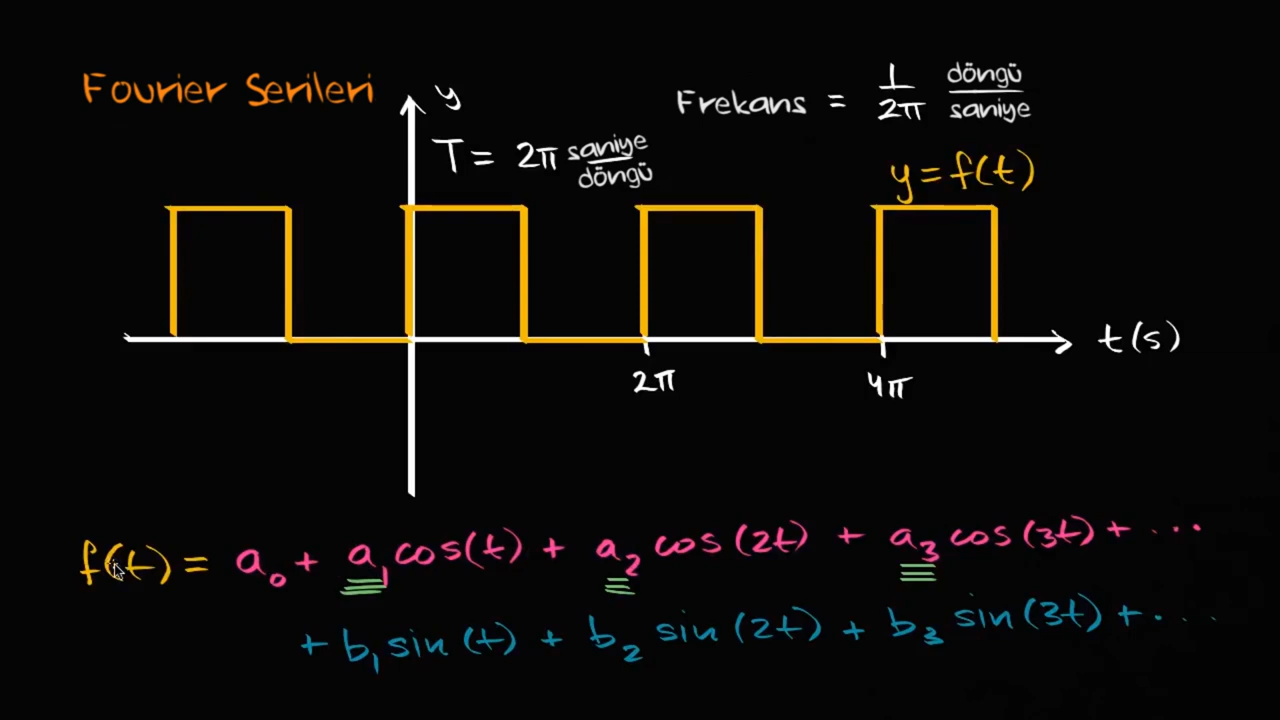 Fourier Serileri
y
Frekans = 1/2π döngü/saniye
T = 2π saniye/döngü
y = f(t)
t(s)
2π
4π
f(t) = a₀ + a₁ cos(t) + a₂ cos(2t) + a₃ cos(3t) + ...
+ b₁ sin(t) + b₂ sin(2t) + b₃ sin(3t) + ...